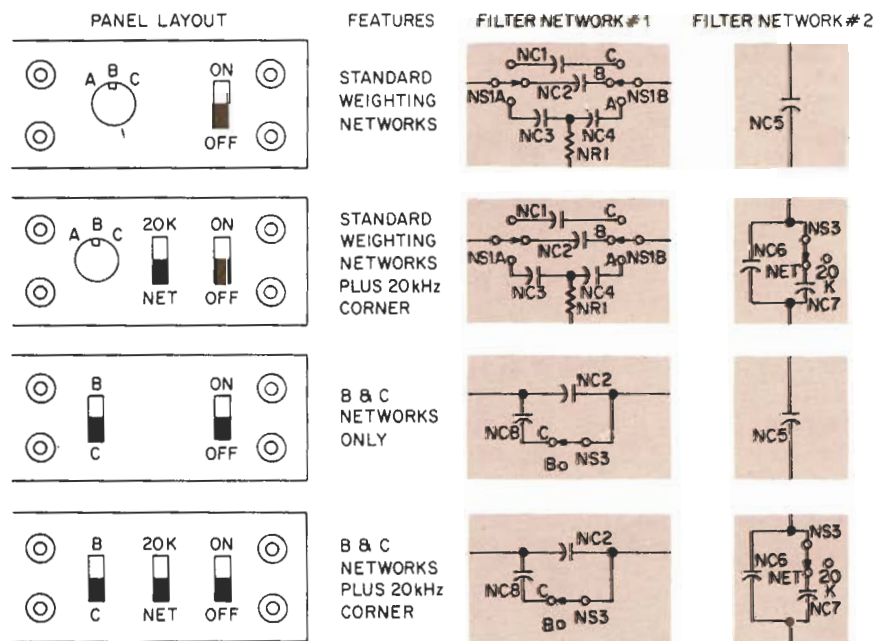 PANEL LAYOUT FEATURES FILTER NETWORK #1 FILTER NETWORK #2
A B C
ON
OFF
STANDARD
WEIGHTING
NETWORKS
NC1 C
NS1A NC2 B NS1B
A
NC3 NC4
NR1
NC5
A B C
20K
NET
ON
OFF
STANDARD
WEIGHTING
NETWORKS
PLUS 20kHz
CORNER
NC1 C
NS1A NC2 B NS1B
A
NC3 NC4
NR1
NS3
NC6
NET 20
K
NC7
B
C
ON
OFF
B & C
NETWORKS
ONLY
NC2
NC8 C
B NS3
NC5
B
C
20K
NET
ON
OFF
B & C
NETWORKS
PLUS 20kHz
CORNER
NC2
NC8 C
B NS3
NS3
NC6
NET 20
K
NC7